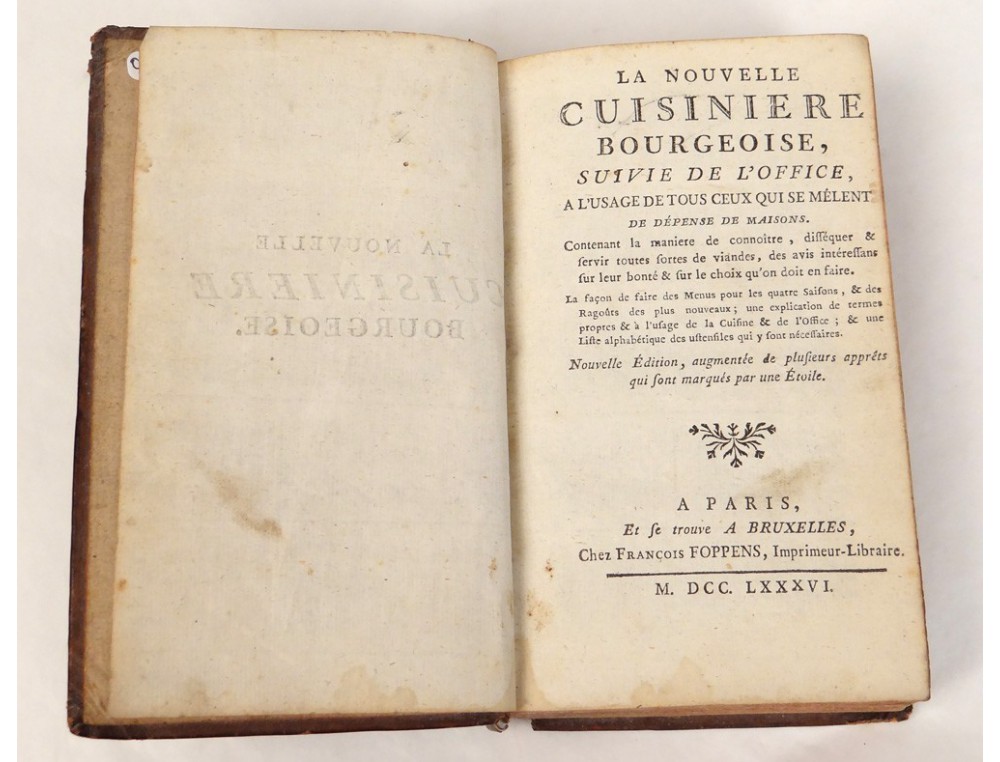 LA NOUVELLE
CUISINIERE
BOURGEOISE.
LA NOUVELLE
CUISINIERE
BOURGEOISE,
SUIVIE DE L'OFFICE,
A L'USAGE DE TOUS CEUX QUI SE MÊLENT
DE DÉPENSE DE MAISONS.
Contenant la maniere de connoître, diſſéquer &
ſervir toutes ſortes de viandes, des avis intéreſſans
ſur leur bonté & ſur le choix qu'on doit en faire.
La façon de faire des Menus pour les quatre Saiſons, & des
Ragoûts des plus nouveaux; une explication de termes
propres & à l'uſage de la Cuiſine & de l'Office; & une
Liſte alphabétique des uſtenſiles qui y ſont néceſſaires.
Nouvelle Édition, augmentée de pluſieurs apprêts
qui ſont marqués par une Étoile.
A PARIS,
Et ſe trouve A BRUXELLES,
Chez FRANÇOIS FOPPENS, Imprimeur-Libraire.
M. DCC. LXXXVI.